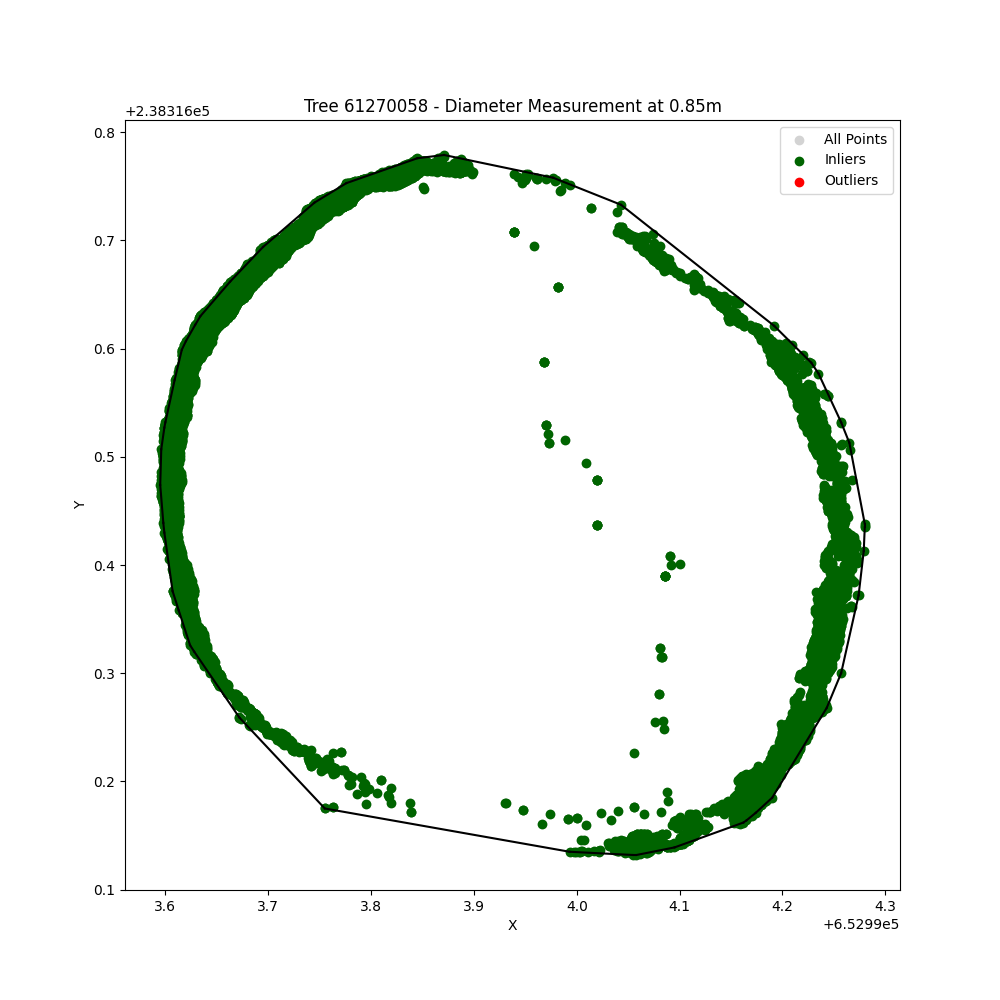 Tree 61270058 - Diameter Measurement at 0.85m
+2.38316e5
All Points
Inliers
Outliers
0.8
0.7
0.6
0.5
0.4
0.3
0.2
0.1
Y
3.6 3.7 3.8 3.9 4.0 4.1 4.2 4.3
X
+6.5299e5